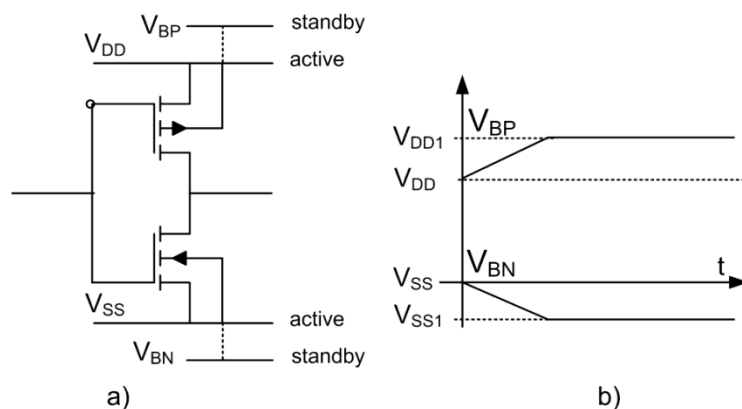 V_BP standby
V_DD active
V_SS active
V_BN standby
a)
V_DD1 V_BP
V_DD
V_SS V_BN t
V_SS1
b)